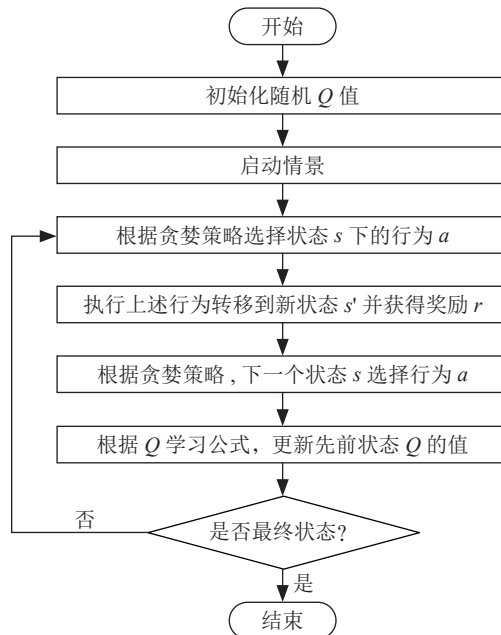 开始
初始化随机 Q 值
启动情景
根据贪婪策略选择状态 s 下的行为 a
执行上述行为转移到新状态 s' 并获得奖励 r
根据贪婪策略,下一个状态 s 选择行为 a
根据 Q 学习公式，更新先前状态 Q 的值
否
是否最终状态?
是
结束